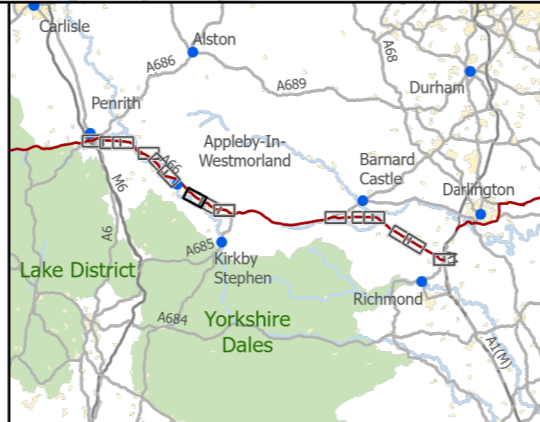 Carlisle
Alston
A68
A686
A689
Durham
Penrith
Appleby-In-
Westmorland
A66
Barnard
Castle
Darlington
M6
A6
A685
Lake District
Kirkby
Stephen
Richmond
A684
Yorkshire
Dales
A1(M)